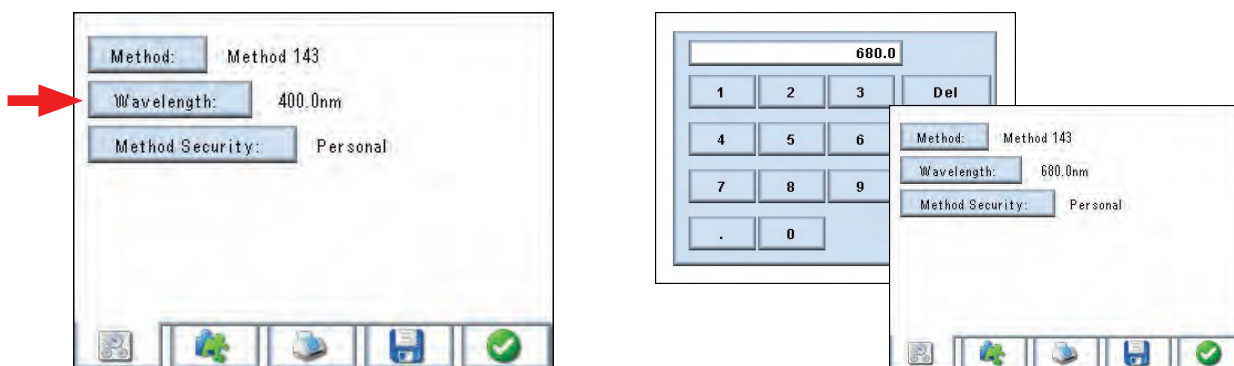 Method: Method 143
Wavelength: 400.0nm
Method Security: Personal
680.0
1 2 3 Del
4 5 6
7 8 9
. 0
Method: Method 143
Wavelength: 680.0nm
Method Security: Personal